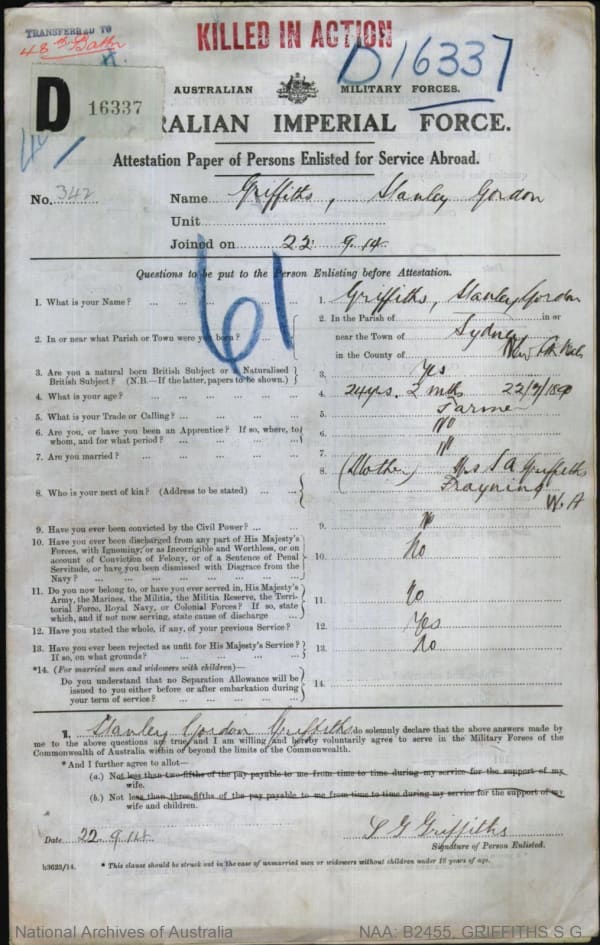 TRANSFERRED TO
48th Battn
KILLED IN ACTION
D16337
D 16337
AUSTRALIAN MILITARY FORCES.
RALIAN IMPERIAL FORCE.
Attestation Paper of Persons Enlisted for Service Abroad.
No. 342
Name Griffiths, Stanley Gordon
Unit
Joined on 22 9.14
61
Questions to be put to the Person Enlisting before Attestation.
1. What is your Name? ... 1. Griffiths, Stanley Gordon
2. In or near what Parish or Town were you born? ... 2. In the Parish of in or
near the Town of Sydney
in the County of New Sth Wales
3. Are you a natural born British Subject or a Naturalised
British Subject? (N.B.—If the latter, papers to be shown.) 3. Yes
4. What is your age? ... 4. 24 yrs. 2 mths 22/7/1890
5. What is your Trade or Calling? ... 5. Farmer
6. Are you, or have you been an Apprentice? If so, where, to
whom, and for what period? ... 6. No
7. Are you married? ... 7. No
8. Who is your next of kin? (Address to be stated) ... 8. (Mother) Mrs S A Griffiths
Trayning
W.A
9. Have you ever been convicted by the Civil Power? ... 9. No
10. Have you ever been discharged from any part of His Majesty's
Forces, with Ignominy, or as Incorrigible and Worthless, or on
account of Conviction of Felony, or of a Sentence of Penal
Servitude, or have you been Dismissed with Disgrace from the
Navy? ... 10. No
11. Do you now belong to, or have you ever served in, His Majesty's
Army, the Marines, the Militia, the Militia Reserve, the Terri-
torial Force, Royal Navy, or Colonial Forces? If so, state
which, and if not now serving, state cause of discharge 11. No
12. Have you stated the whole, if any, of your previous Service? 12. Yes
13. Have you ever been rejected as unfit for His Majesty's Service?
If so, on what grounds? ... 13. No
*14. (For married men and widowers with children)—
Do you understand that no Separation Allowance will be
issued to you either before or after embarkation during
your term of service? ... 14.
I, Stanley Gordon Griffiths do solemnly declare that the above answers made by
me to the above questions are true, and I am willing and hereby voluntarily agree to serve in the Military Forces of the
Commonwealth of Australia within or beyond the limits of the Commonwealth.
*And I further agree to allot—
(a.) Not less than two-fifths of the pay payable to me from time to time during my service for the support of my
wife.
(b.) Not less than three-fifths of the pay payable to me from time to time during my service for the support of my
wife and children.
Date 22.9.14
S G Griffiths
Signature of Person Enlisted.
b3623/14.
* This clause should be struck out in the case of unmarried men or widowers without children under 18 years of age.
National Archives of Australia
NAA: B2455, GRIFFITHS S G